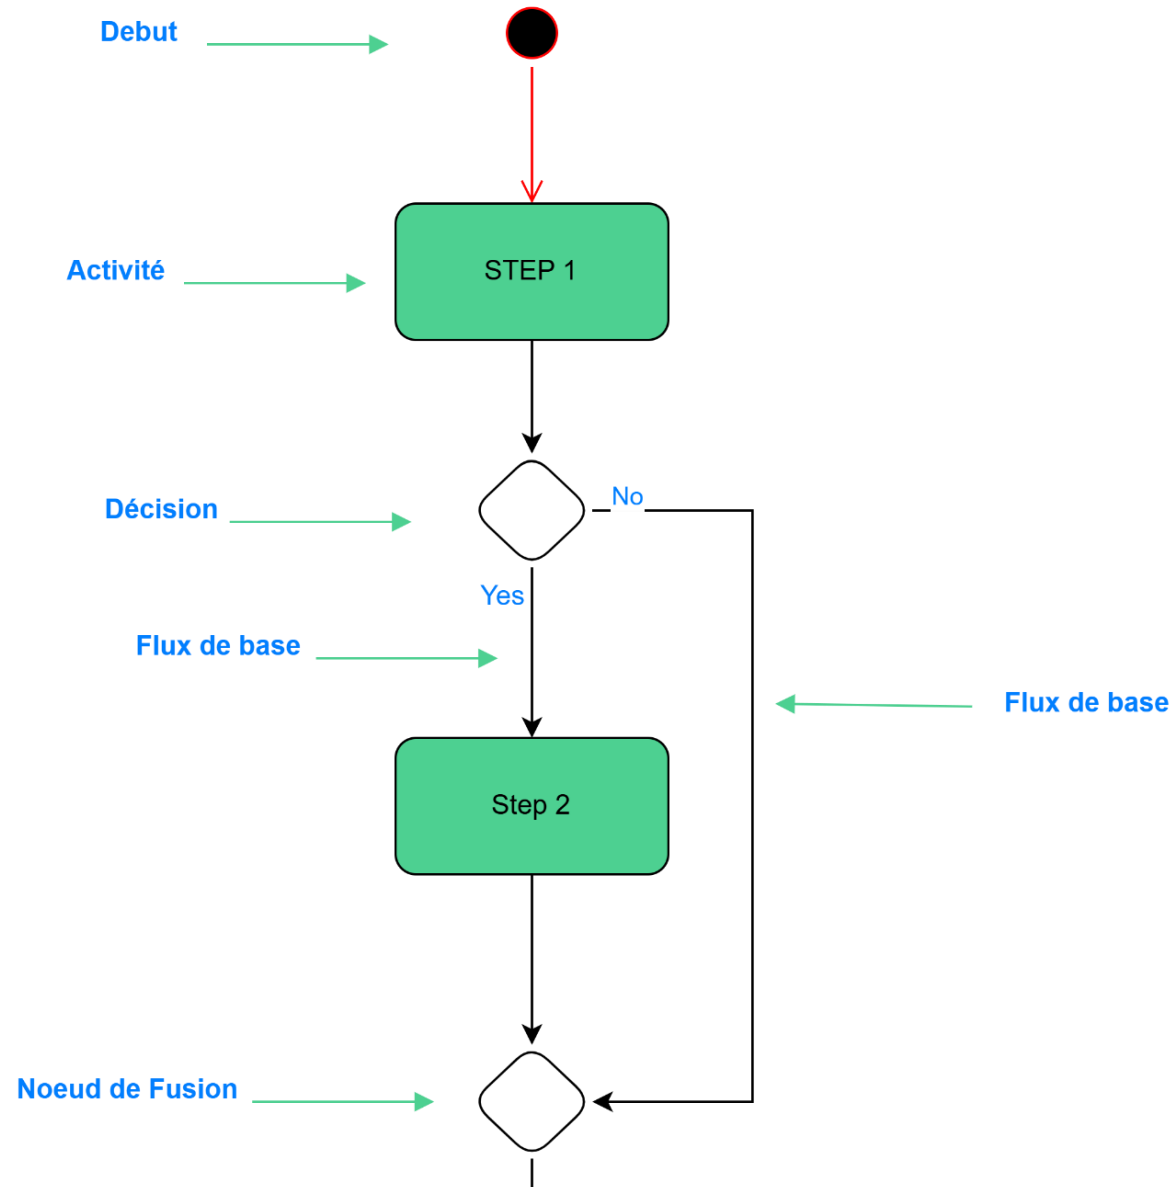 Debut
Activité
STEP 1
Décision
No
Yes
Flux de base
Flux de base
Step 2
Noeud de Fusion